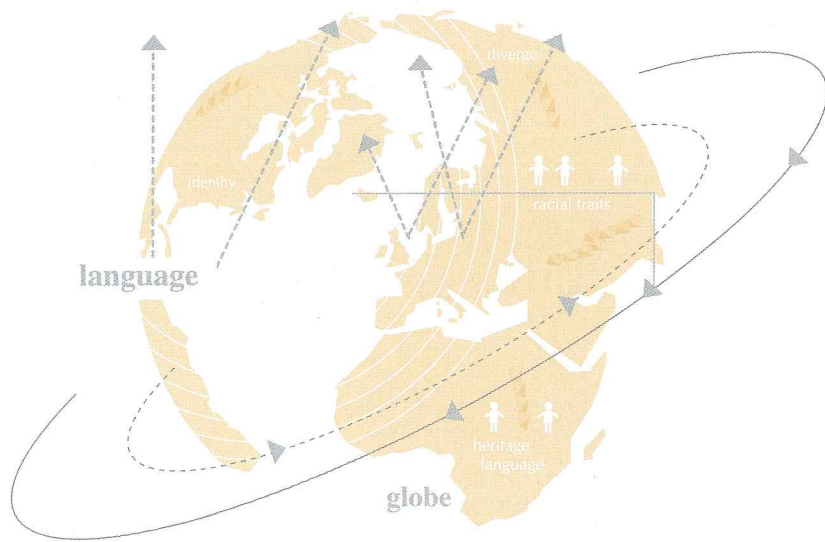 diverge
identity
racial traits
language
heritage
language
globe